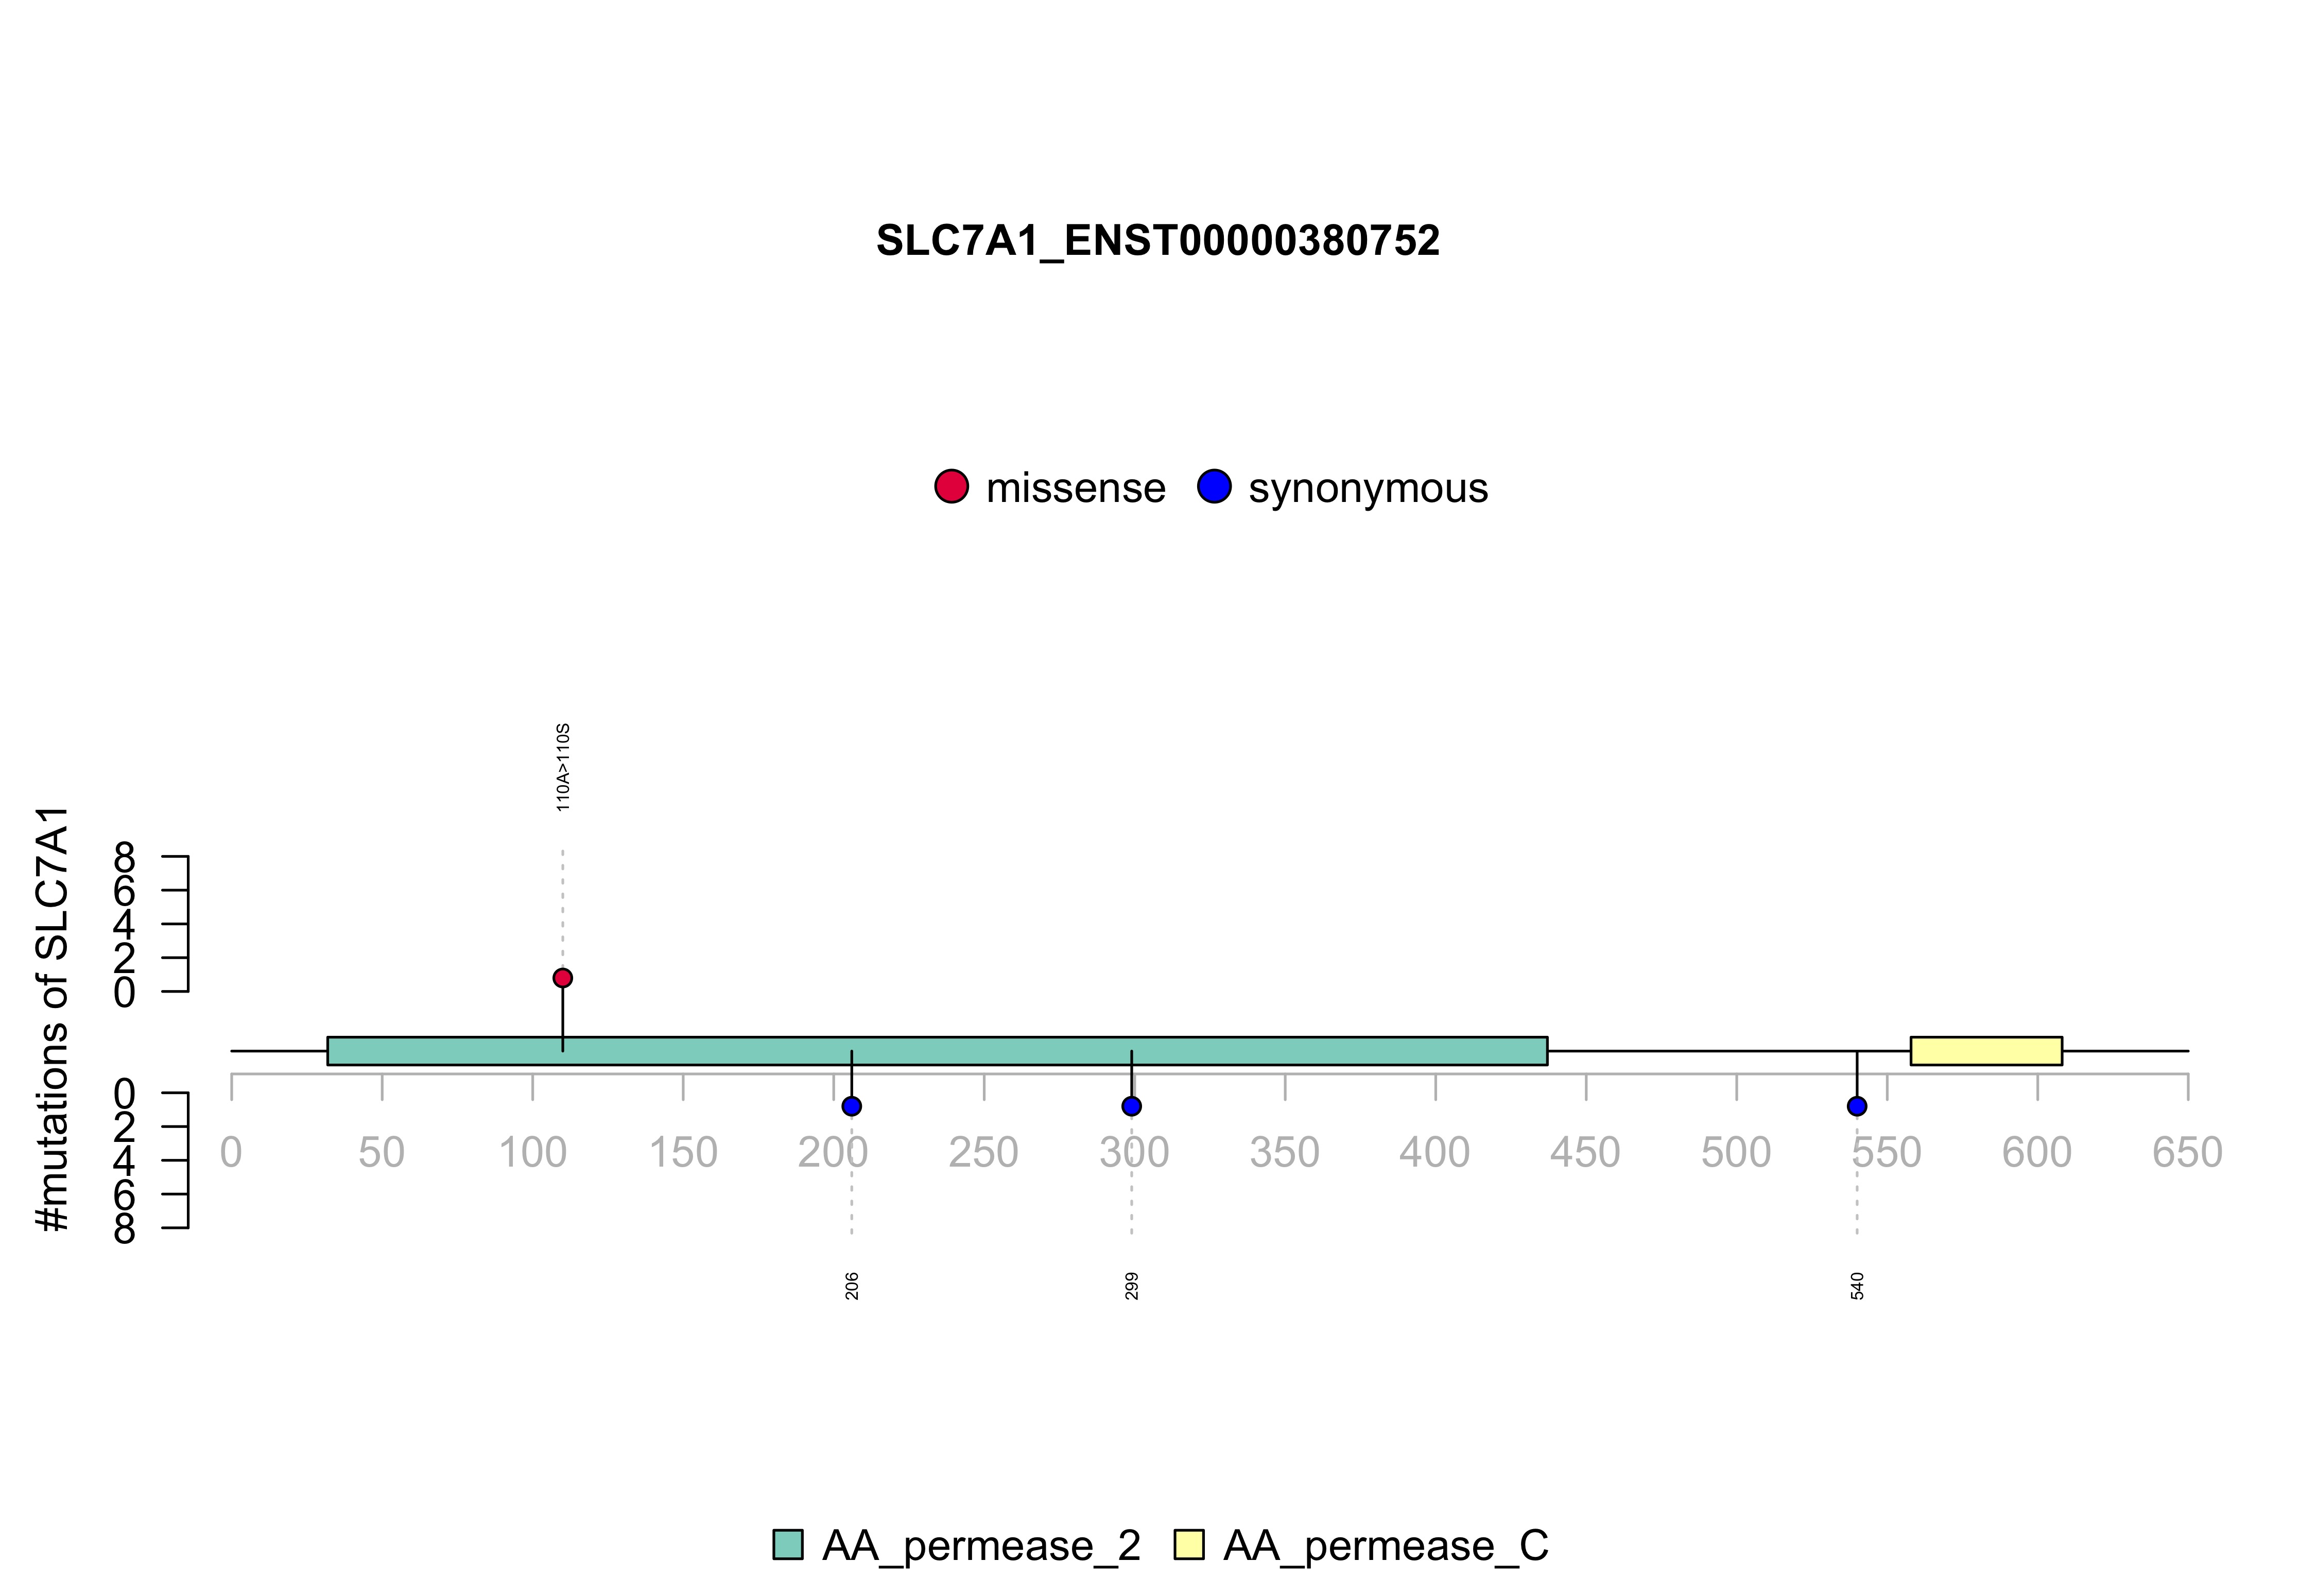 SLC7A1_ENST00000380752
missense synonymous
110A>110S
#mutations of SLC7A1
8
6
4
2
0
0
2
4
6
8
0 50 100 150 200 250 300 350 400 450 500 550 600 650
206 299 540
AA_permease_2 AA_permease_C